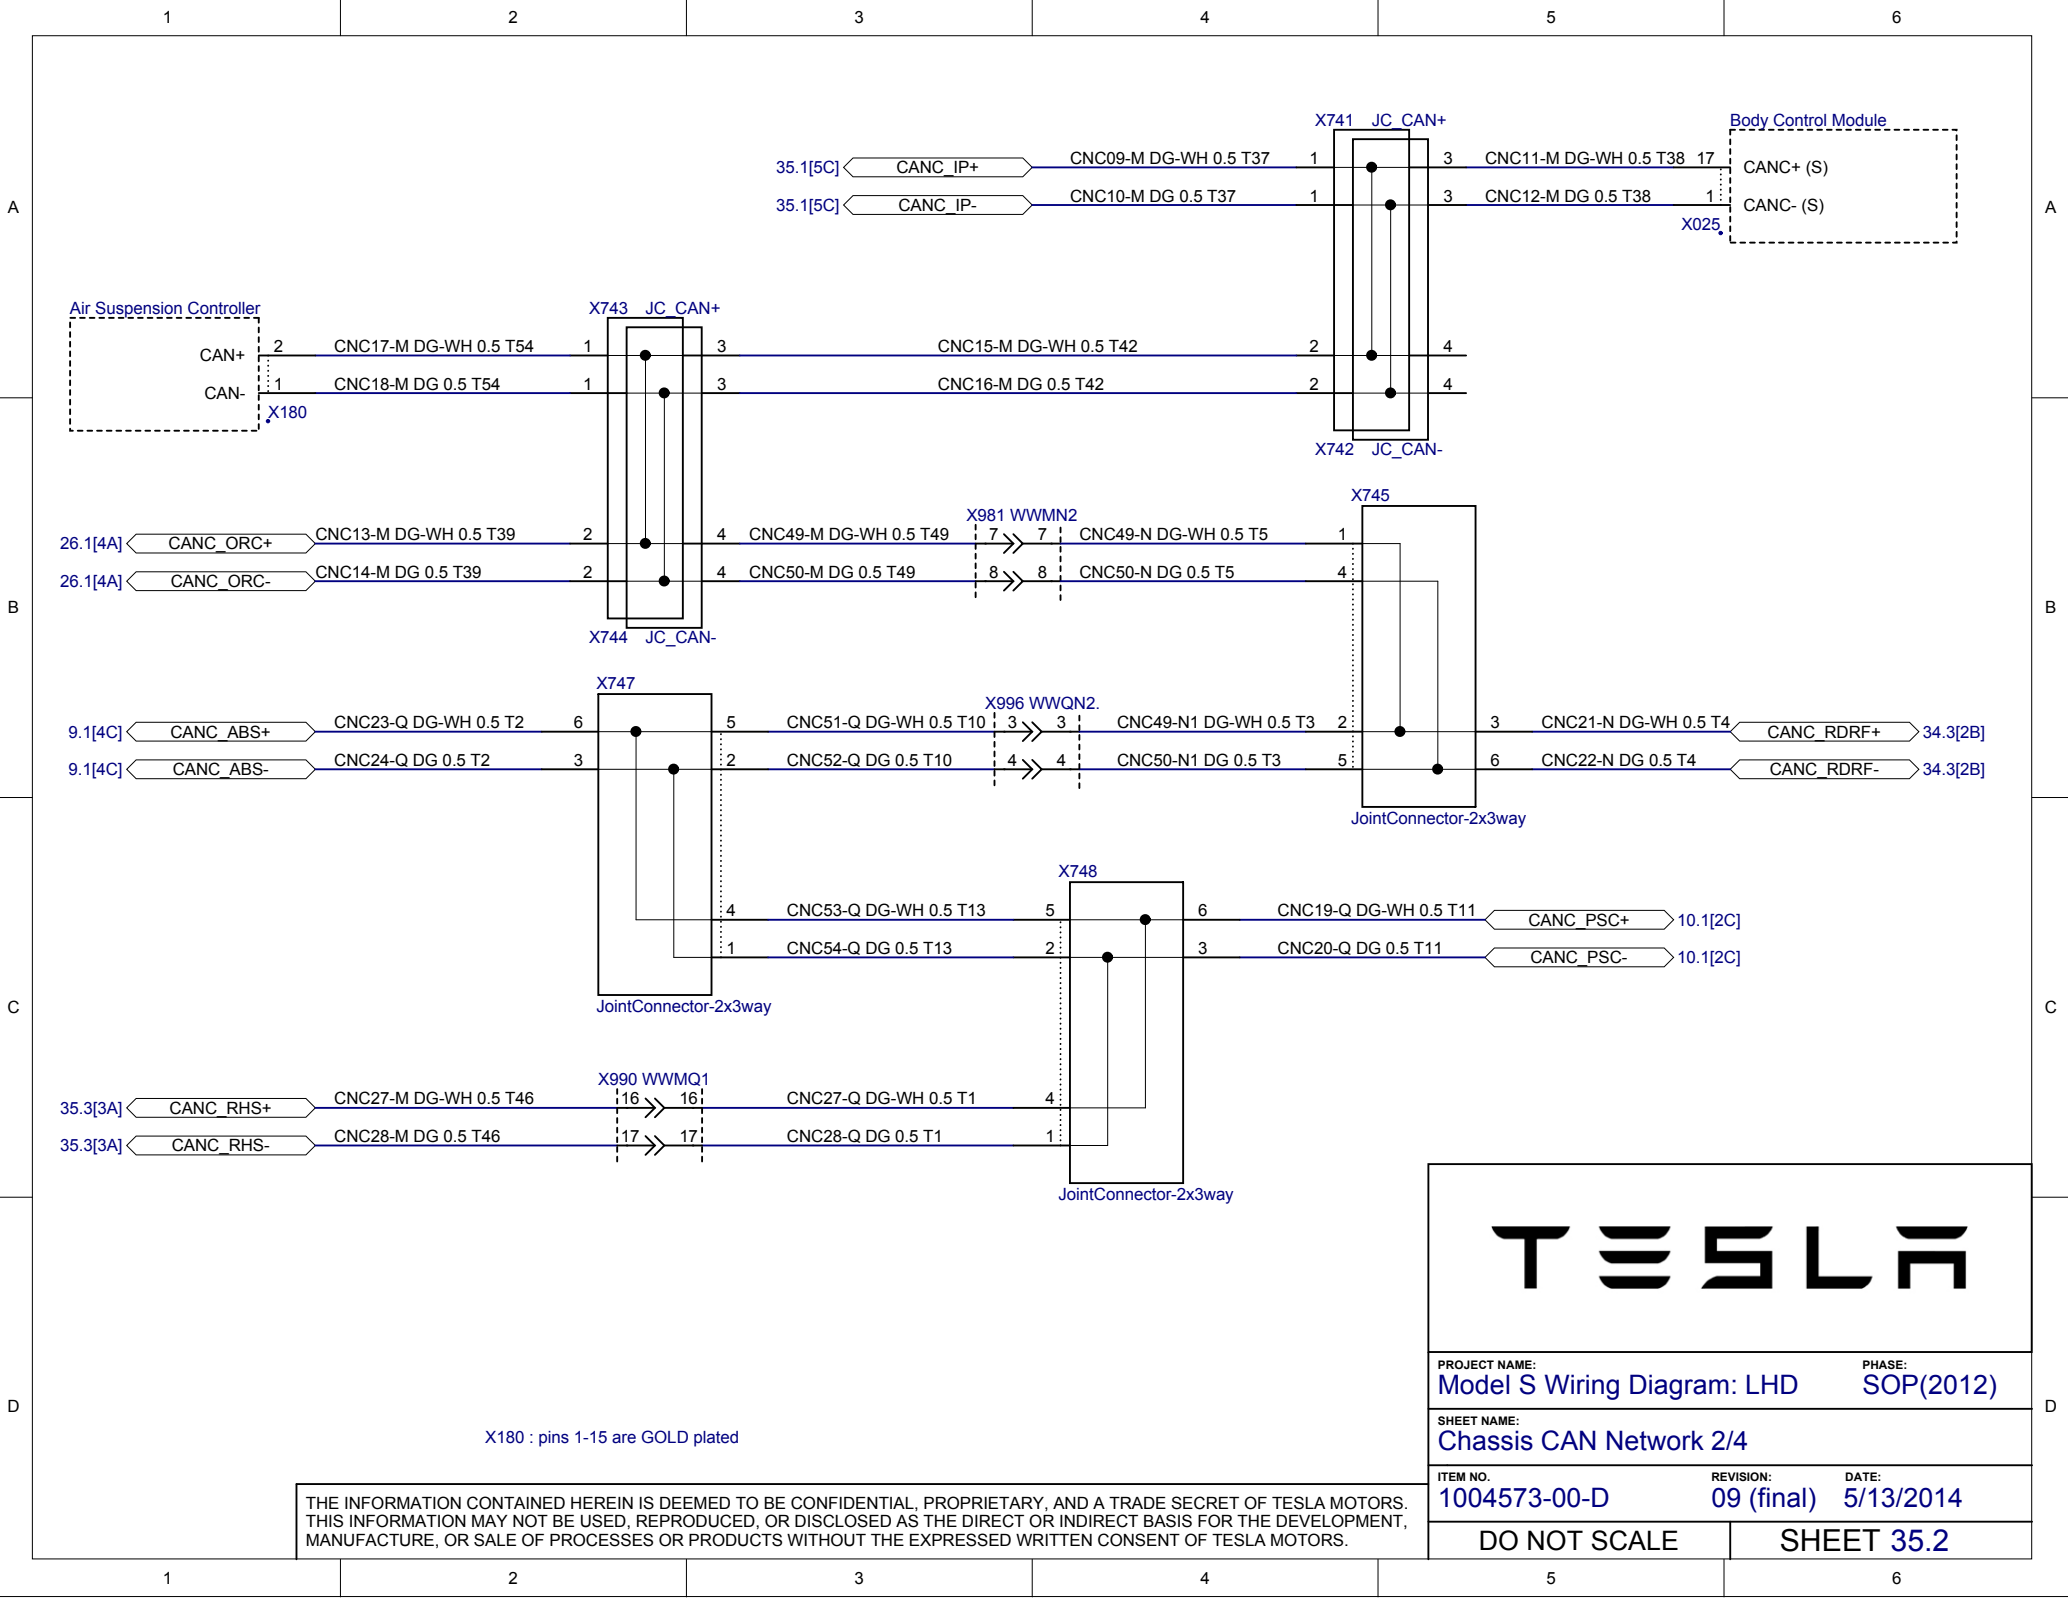 1 2 3 4 5 6
X741 JC_CAN+ Body Control Module
35.1[5C] CANC_IP+ CNC09-M DG-WH 0.5 T37 1 3 CNC11-M DG-WH 0.5 T38 17 CANC+ (S)
A 35.1[5C] CANC_IP- CNC10-M DG 0.5 T37 1 3 CNC12-M DG 0.5 T38 1 CANC- (S) A
X025
Air Suspension Controller X743 JC_CAN+
CAN+ 2 CNC17-M DG-WH 0.5 T54 1 3 CNC15-M DG-WH 0.5 T42 2 4
CAN- 1 CNC18-M DG 0.5 T54 1 3 CNC16-M DG 0.5 T42 2 4
X180
X742 JC_CAN-
X745
X981 WWMN2
26.1[4A] CANC_ORC+ CNC13-M DG-WH 0.5 T39 2 4 CNC49-M DG-WH 0.5 T49 7 7 CNC49-N DG-WH 0.5 T5 1
26.1[4A] CANC_ORC- CNC14-M DG 0.5 T39 2 4 CNC50-M DG 0.5 T49 8 8 CNC50-N DG 0.5 T5 4
B B
X744 JC_CAN-
X747
X996 WWQN2.
9.1[4C] CANC_ABS+ CNC23-Q DG-WH 0.5 T2 6 5 CNC51-Q DG-WH 0.5 T10 3 3 CNC49-N1 DG-WH 0.5 T3 2 3 CNC21-N DG-WH 0.5 T4 CANC_RDRF+ 34.3[2B]
9.1[4C] CANC_ABS- CNC24-Q DG 0.5 T2 3 2 CNC52-Q DG 0.5 T10 4 4 CNC50-N1 DG 0.5 T3 5 6 CNC22-N DG 0.5 T4 CANC_RDRF- 34.3[2B]
JointConnector-2x3way
X748
4 CNC53-Q DG-WH 0.5 T13 5 6 CNC19-Q DG-WH 0.5 T11 CANC_PSC+ 10.1[2C]
1 CNC54-Q DG 0.5 T13 2 3 CNC20-Q DG 0.5 T11 CANC_PSC- 10.1[2C]
C JointConnector-2x3way C
X990 WWMQ1
35.3[3A] CANC_RHS+ CNC27-M DG-WH 0.5 T46 16 16 CNC27-Q DG-WH 0.5 T1 4
35.3[3A] CANC_RHS- CNC28-M DG 0.5 T46 17 17 CNC28-Q DG 0.5 T1 1
JointConnector-2x3way
TESLA
PROJECT NAME: PHASE:
Model S Wiring Diagram: LHD SOP(2012)
D D
SHEET NAME:
Chassis CAN Network 2/4
X180 : pins 1-15 are GOLD plated
ITEM NO. REVISION: DATE:
1004573-00-D 09 (final) 5/13/2014
THE INFORMATION CONTAINED HEREIN IS DEEMED TO BE CONFIDENTIAL, PROPRIETARY, AND A TRADE SECRET OF TESLA MOTORS.
THIS INFORMATION MAY NOT BE USED, REPRODUCED, OR DISCLOSED AS THE DIRECT OR INDIRECT BASIS FOR THE DEVELOPMENT,
MANUFACTURE, OR SALE OF PROCESSES OR PRODUCTS WITHOUT THE EXPRESSED WRITTEN CONSENT OF TESLA MOTORS.
DO NOT SCALE SHEET 35.2
1 2 3 4 5 6